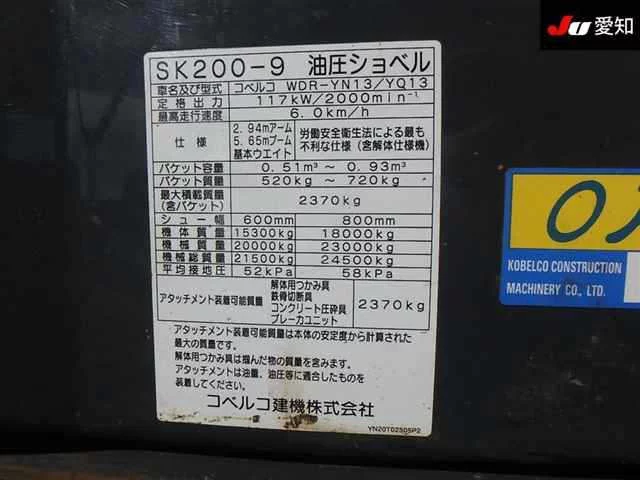 JU 愛知
SK200-9 油圧ショベル
車名及び型式 コベルコ WDR-YN13/YQ13
定格出力 117kW/2000min⁻¹
最高走行速度 6.0km/h
仕様 2.94mアーム 5.65mブーム 基本ウエイト 労働安全衛生法による最も不利な仕様(含解体仕様機)
バケット容量 0.51m³ ~ 0.93m³
バケット質量 520kg ~ 720kg
最大積載質量(含バケット) 2370kg
シュー幅 600mm 800mm
機体質量 15300kg 18000kg
機械質量 20000kg 23000kg
機械総質量 21500kg 24500kg
平均接地圧 52kPa 58kPa
アタッチメント装着可能質量 解体用つかみ具 鉄骨切断具 コンクリート圧砕具 ブレーカユニット 2370kg
アタッチメント装着可能質量は本体の安定度から計算された
最大の質量です。
解体用つかみ具は掴んだ物の質量を含みます。
アタッチメントは油量、油圧等に適合したものを
装着してください。
コベルコ建機株式会社
YN20T02505P2
KOBELCO CONSTRUCTION
MACHINERY CO., LTD.